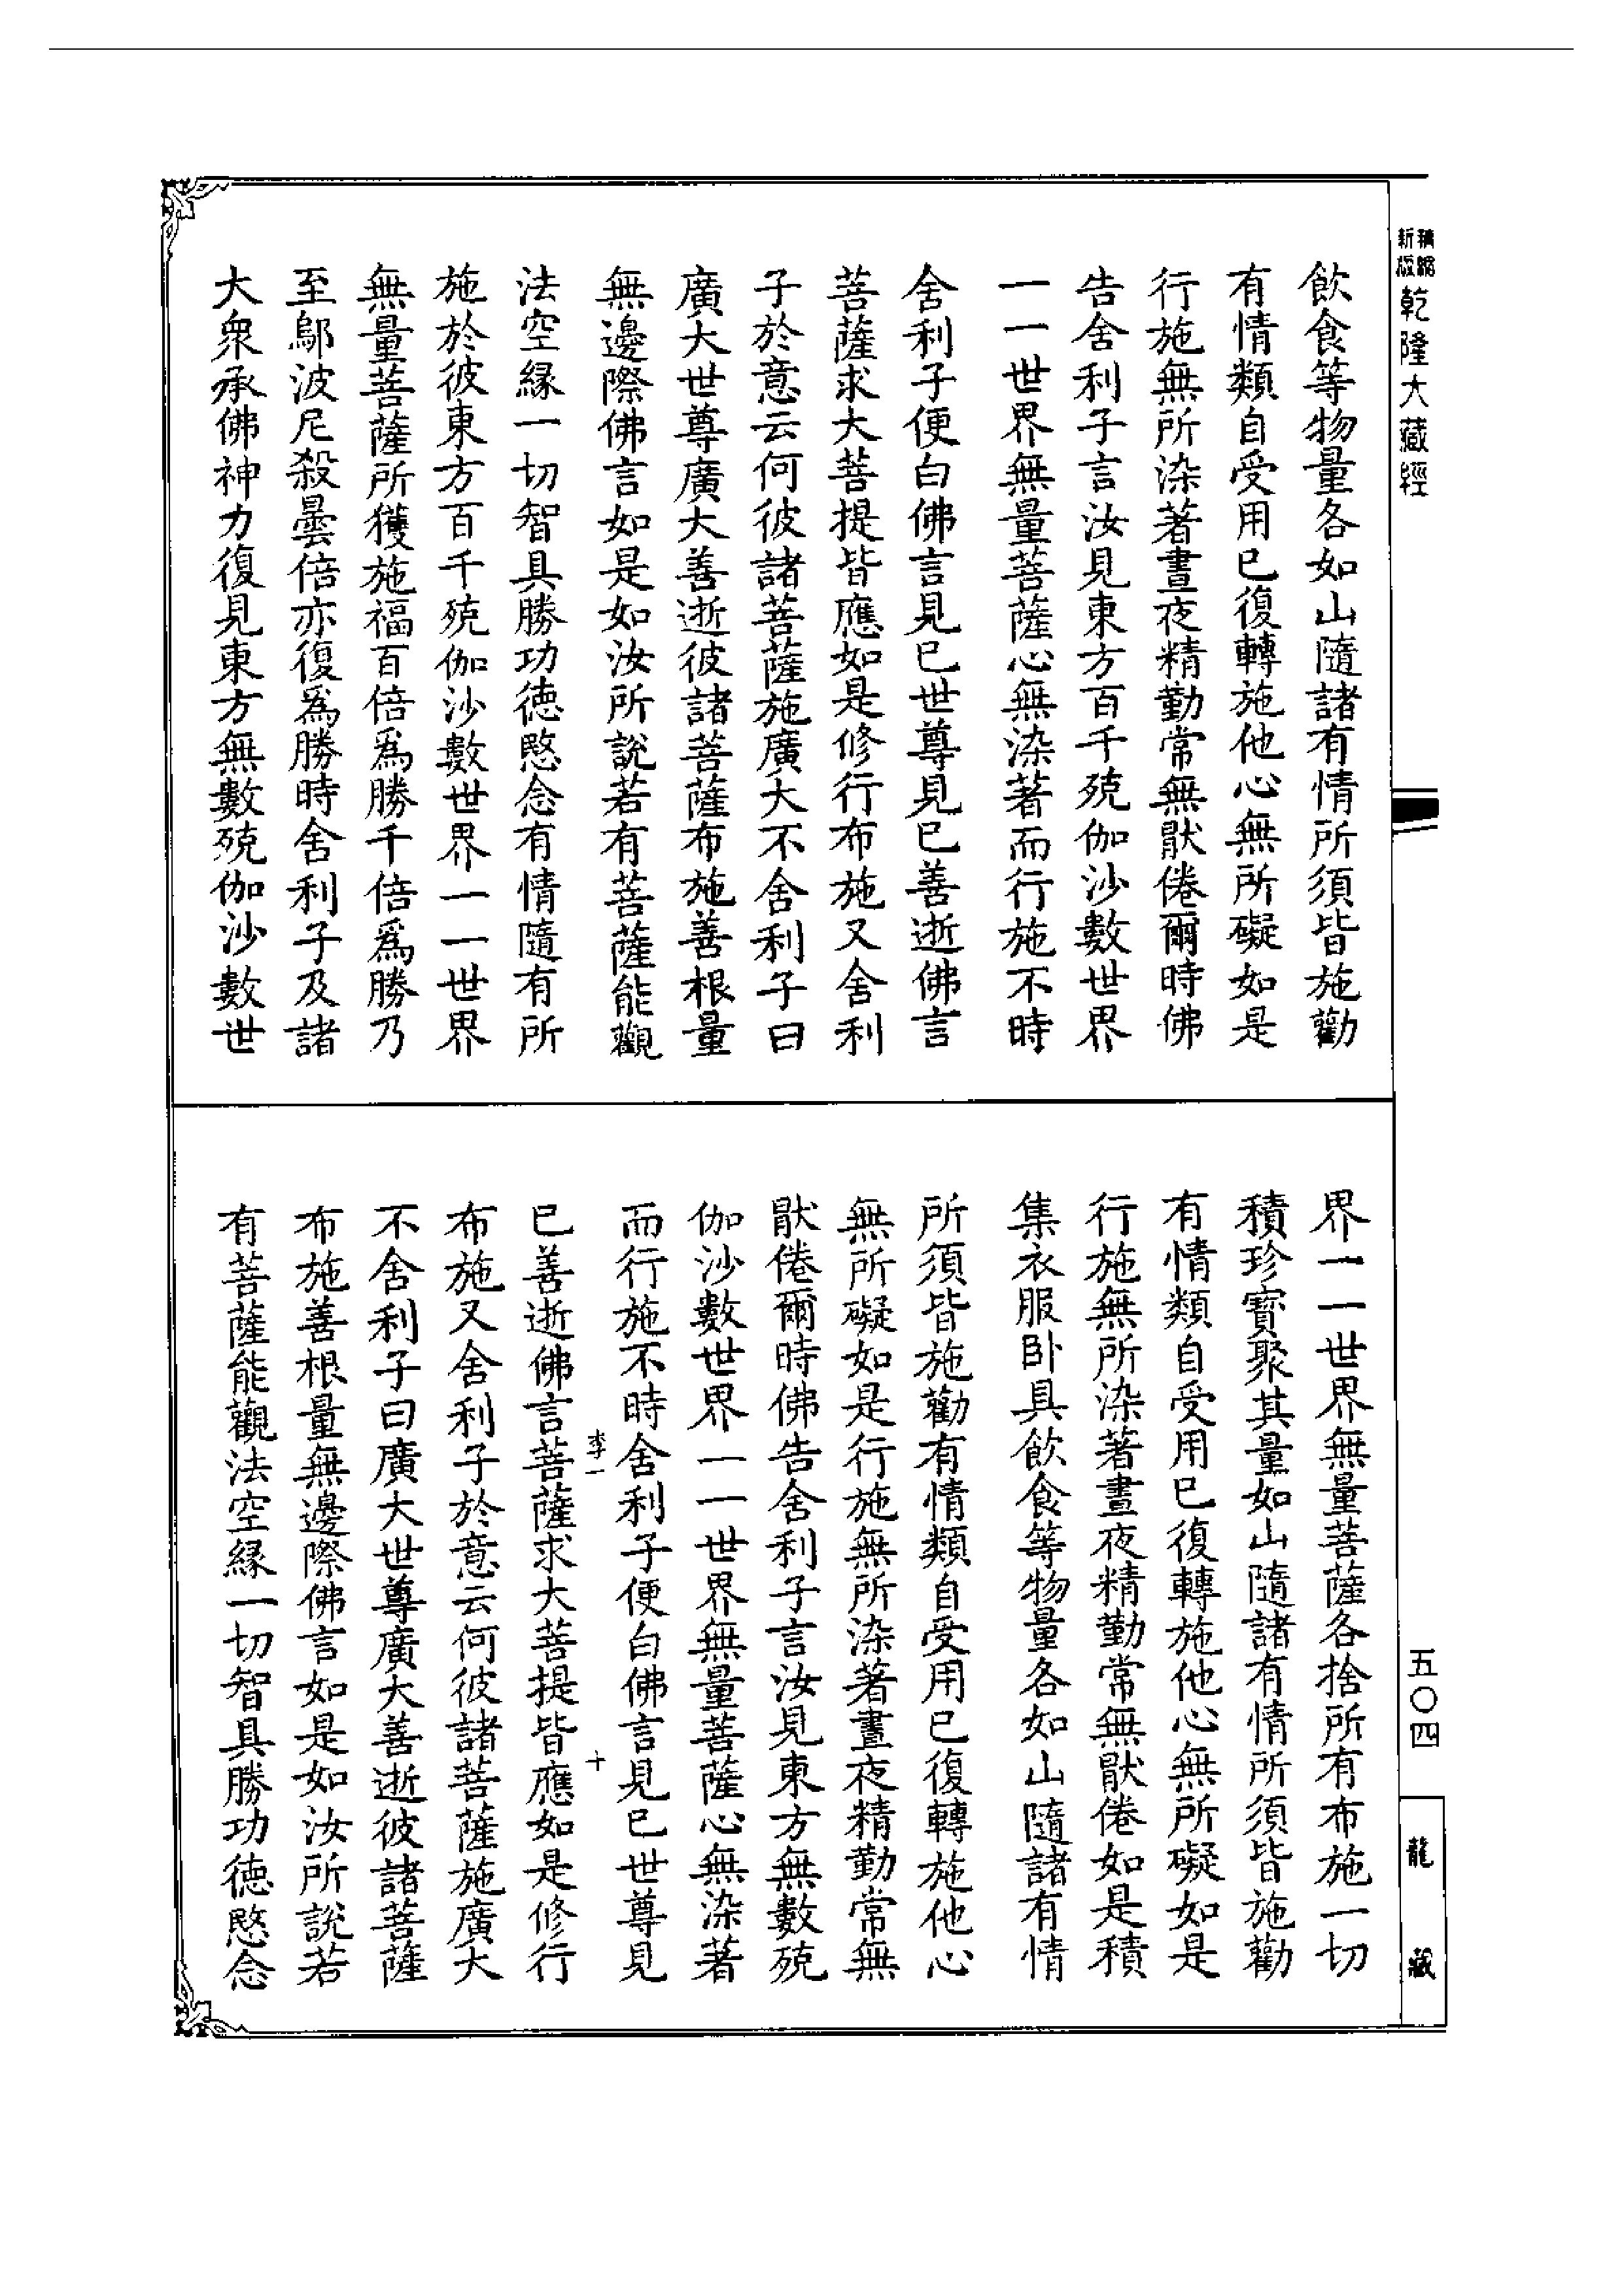 新版精縮乾隆大藏經
飲食等物量各如山隨諸有情所須皆施勸
有情類自受用已復轉施他心無所礙如是
行施無所染著晝夜精勤常無猒倦爾時佛
告舍利子言汝見東方百千殑伽沙數世界
一一世界無量菩薩心無染著而行施不時
舍利子便白佛言見已世尊見已善逝佛言
菩薩求大菩提皆應如是修行布施又舍利
子於意云何彼諸菩薩施廣大不舍利子曰
廣大世尊廣大善逝彼諸菩薩布施善根量
無邊際佛言如是如汝所說若有菩薩能觀
法空緣一切智具勝功德愍念有情隨有所
施於彼東方百千殑伽沙數世界一一世界
無量菩薩所獲施福百倍爲勝千倍爲勝乃
至鄔波尼殺曇倍亦復爲勝時舍利子及諸
大衆承佛神力復見東方無數殑伽沙數世
界一一世界無量菩薩各捨所有布施一切
積珍寶聚其量如山隨諸有情所須皆施勸
有情類自受用已復轉施他心無所礙如是
行施無所染著晝夜精勤常無猒倦如是積
集衣服卧具飲食等物量各如山隨諸有情
所須皆施勸有情類自受用已復轉施他心
無所礙如是行施無所染著晝夜精勤常無
猒倦爾時佛告舍利子言汝見東方無數殑
伽沙數世界一一世界無量菩薩心無染著
而行施不時舍利子便白佛言見已世尊見
李一 十
已善逝佛言菩薩求大菩提皆應如是修行
布施又舍利子於意云何彼諸菩薩施廣大
不舍利子曰廣大世尊廣大善逝彼諸菩薩
布施善根量無邊際佛言如是如汝所說若
有菩薩能觀法空緣一切智具勝功德愍念
五〇四
龍藏